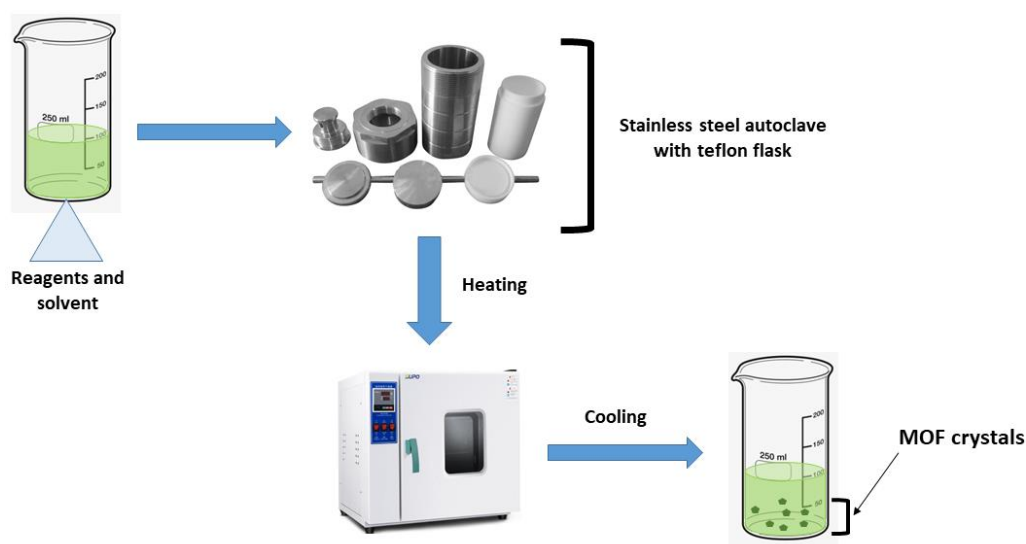 200
150
250 ml
100
50
Reagents and
solvent
Stainless steel autoclave
with teflon flask
Heating
Cooling
200
150
250 ml
100
50
MOF crystals